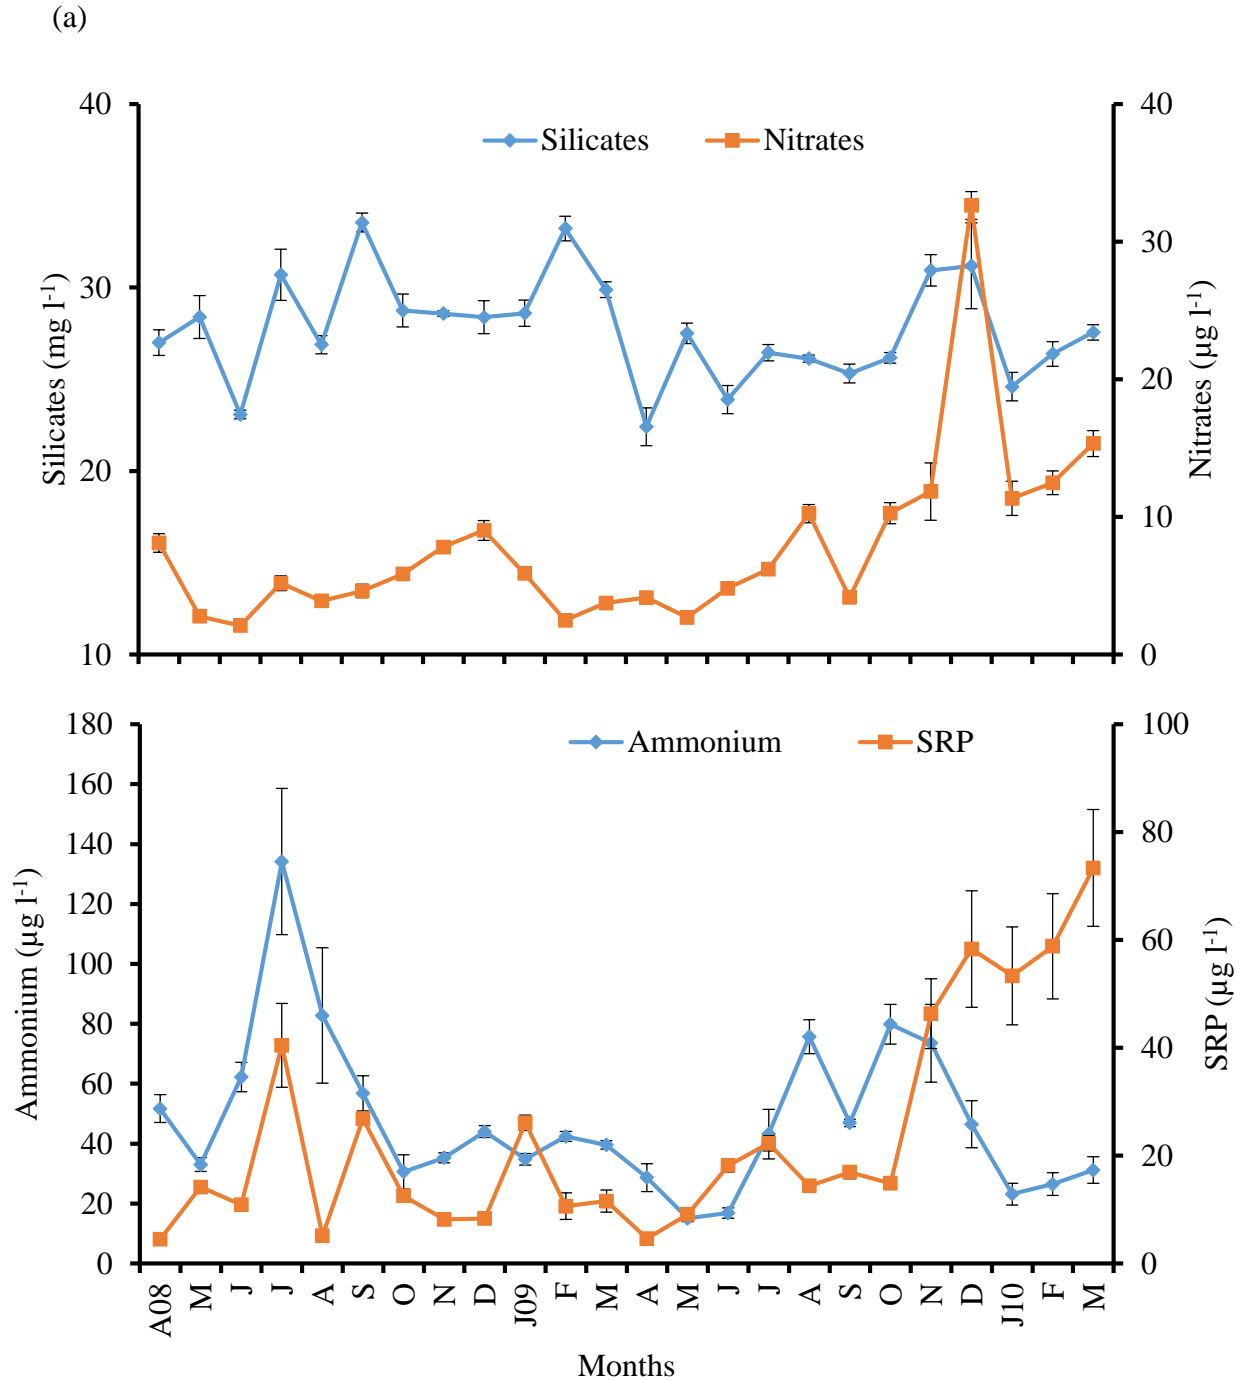 (a)
40
30
20
10
Silicates (mg l-1)
Silicates
Nitrates
40
30
20
10
0
Nitrates (µg l-1)
180
160
140
120
100
80
60
40
20
0
Ammonium (µg l-1)
Ammonium
SRP
100
80
60
40
20
0
SRP (µg l-1)
A08
M
J
J
A
S
O
N
D
J09
F
M
A
M
J
J
A
S
O
N
D
J10
F
M
Months